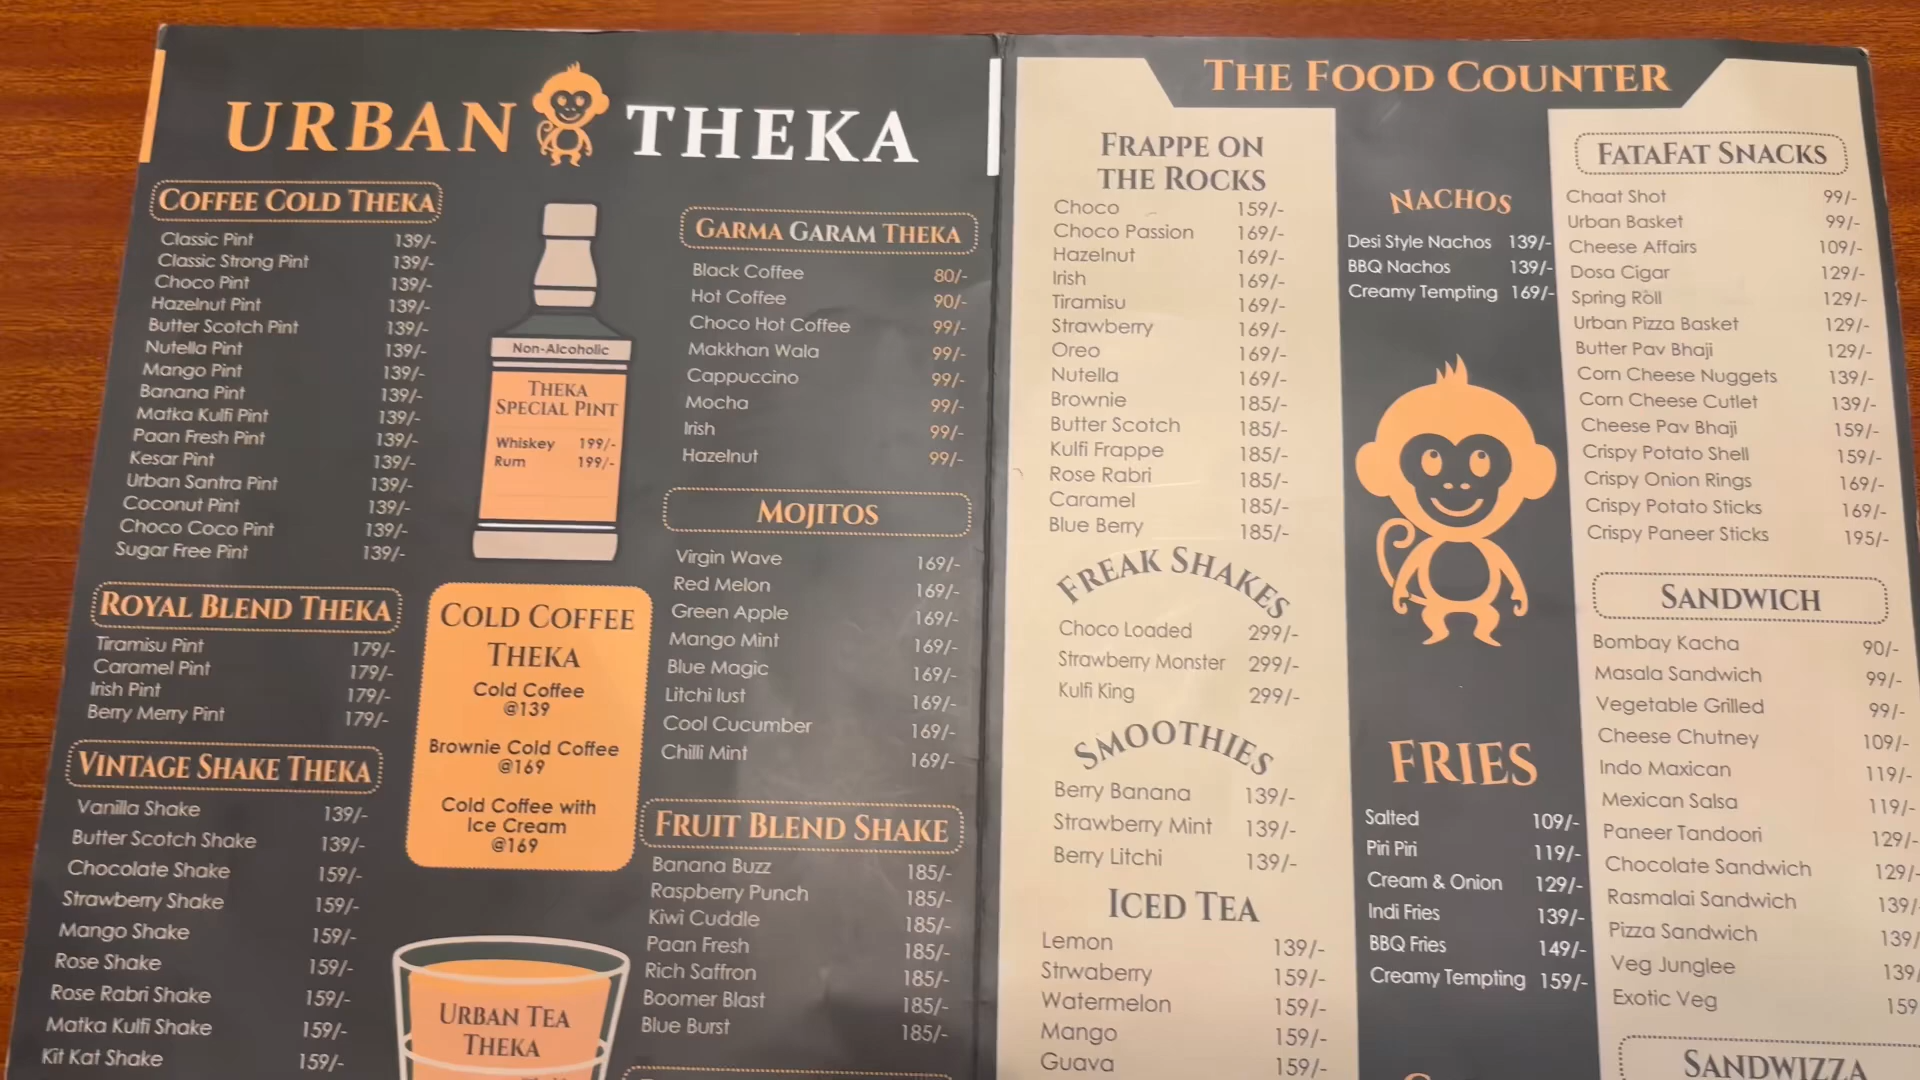 URBAN THEKA
COFFEE COLD THEKA
Classic Pint 139/-
Classic Strong Pint 139/-
Choco Pint 139/-
Hazelnut Pint 139/-
Butter Scotch Pint 139/-
Nutella Pint 139/-
Mango Pint 139/-
Banana Pint 139/-
Matka Kulfi Pint 139/-
Paan Fresh Pint 139/-
Kesar Pint 139/-
Urban Santra Pint 139/-
Coconut Pint 139/-
Choco Coco Pint 139/-
Sugar Free Pint 139/-
ROYAL BLEND THEKA
Tiramisu Pint 179/-
Caramel Pint 179/-
Irish Pint 179/-
Berry Merry Pint 179/-
VINTAGE SHAKE THEKA
Vanilla Shake 139/-
Butter Scotch Shake 139/-
Chocolate Shake 159/-
Strawberry Shake 159/-
Mango Shake 159/-
Rose Shake 159/-
Rose Rabri Shake 159/-
Matka Kulfi Shake 159/-
Kit Kat Shake 159/-
Non-Alcoholic
THEKA
SPECIAL PINT
Whiskey 199/-
Rum 199/-
COLD COFFEE
THEKA
Cold Coffee
@139
Brownie Cold Coffee
@169
Cold Coffee with
Ice Cream
@169
URBAN TEA
THEKA
GARMA GARAM THEKA
Black Coffee 80/-
Hot Coffee 90/-
Choco Hot Coffee 99/-
Makkhan Wala 99/-
Cappuccino 99/-
Mocha 99/-
Irish 99/-
Hazelnut 99/-
MOJITOS
Virgin Wave 169/-
Red Melon 169/-
Green Apple 169/-
Mango Mint 169/-
Blue Magic 169/-
Litchi lust 169/-
Cool Cucumber 169/-
Chilli Mint 169/-
FRUIT BLEND SHAKE
Banana Buzz 185/-
Raspberry Punch 185/-
Kiwi Cuddle 185/-
Paan Fresh 185/-
Rich Saffron 185/-
Boomer Blast 185/-
Blue Burst 185/-
THE FOOD COUNTER
FRAPPE ON
THE ROCKS
Choco 159/-
Choco Passion 169/-
Hazelnut 169/-
Irish 169/-
Tiramisu 169/-
Strawberry 169/-
Oreo 169/-
Nutella 169/-
Brownie 185/-
Butter Scotch 185/-
Kulfi Frappe 185/-
Rose Rabri 185/-
Caramel 185/-
Blue Berry 185/-
FREAK SHAKES
Choco Loaded 299/-
Strawberry Monster 299/-
Kulfi King 299/-
SMOOTHIES
Berry Banana 139/-
Strawberry Mint 139/-
Berry Litchi 139/-
ICED TEA
Lemon 139/-
Strwaberry 159/-
Watermelon 159/-
Mango 159/-
Guava 159/-
NACHOS
Desi Style Nachos 139/-
BBQ Nachos 139/-
Creamy Tempting 169/-
FRIES
Salted 109/-
Piri Piri 119/-
Cream & Onion 129/-
Indi Fries 139/-
BBQ Fries 149/-
Creamy Tempting 159/-
FATAFAT SNACKS
Chaat Shot 99/-
Urban Basket 99/-
Cheese Affairs 109/-
Dosa Cigar 129/-
Spring Roll 129/-
Urban Pizza Basket 129/-
Butter Pav Bhaji 129/-
Corn Cheese Nuggets 139/-
Corn Cheese Cutlet 139/-
Cheese Pav Bhaji 159/-
Crispy Potato Shell 159/-
Crispy Onion Rings 169/-
Crispy Potato Sticks 169/-
Crispy Paneer Sticks 195/-
SANDWICH
Bombay Kacha 90/-
Masala Sandwich 99/-
Vegetable Grilled 99/-
Cheese Chutney 109/-
Indo Maxican 119/-
Mexican Salsa 119/-
Paneer Tandoori 129/-
Chocolate Sandwich 129/-
Rasmalai Sandwich 139/
Pizza Sandwich 139/
Veg Junglee 139/
Exotic Veg 159
SANDWIZZA